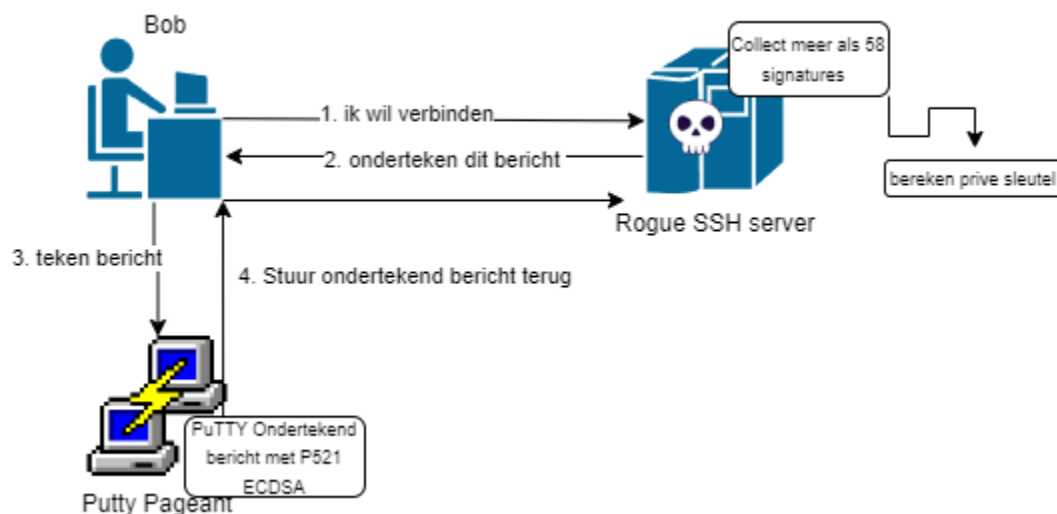 Bob
Collect meer als 58
signatures
1. ik wil verbinden
2. onderteken dit bericht
bereken prive sleutel
Rogue SSH server
3. teken bericht
4. Stuur ondertekend bericht terug
PuTTY Ondertekend
bericht met P521
ECDSA
Putty Pageant